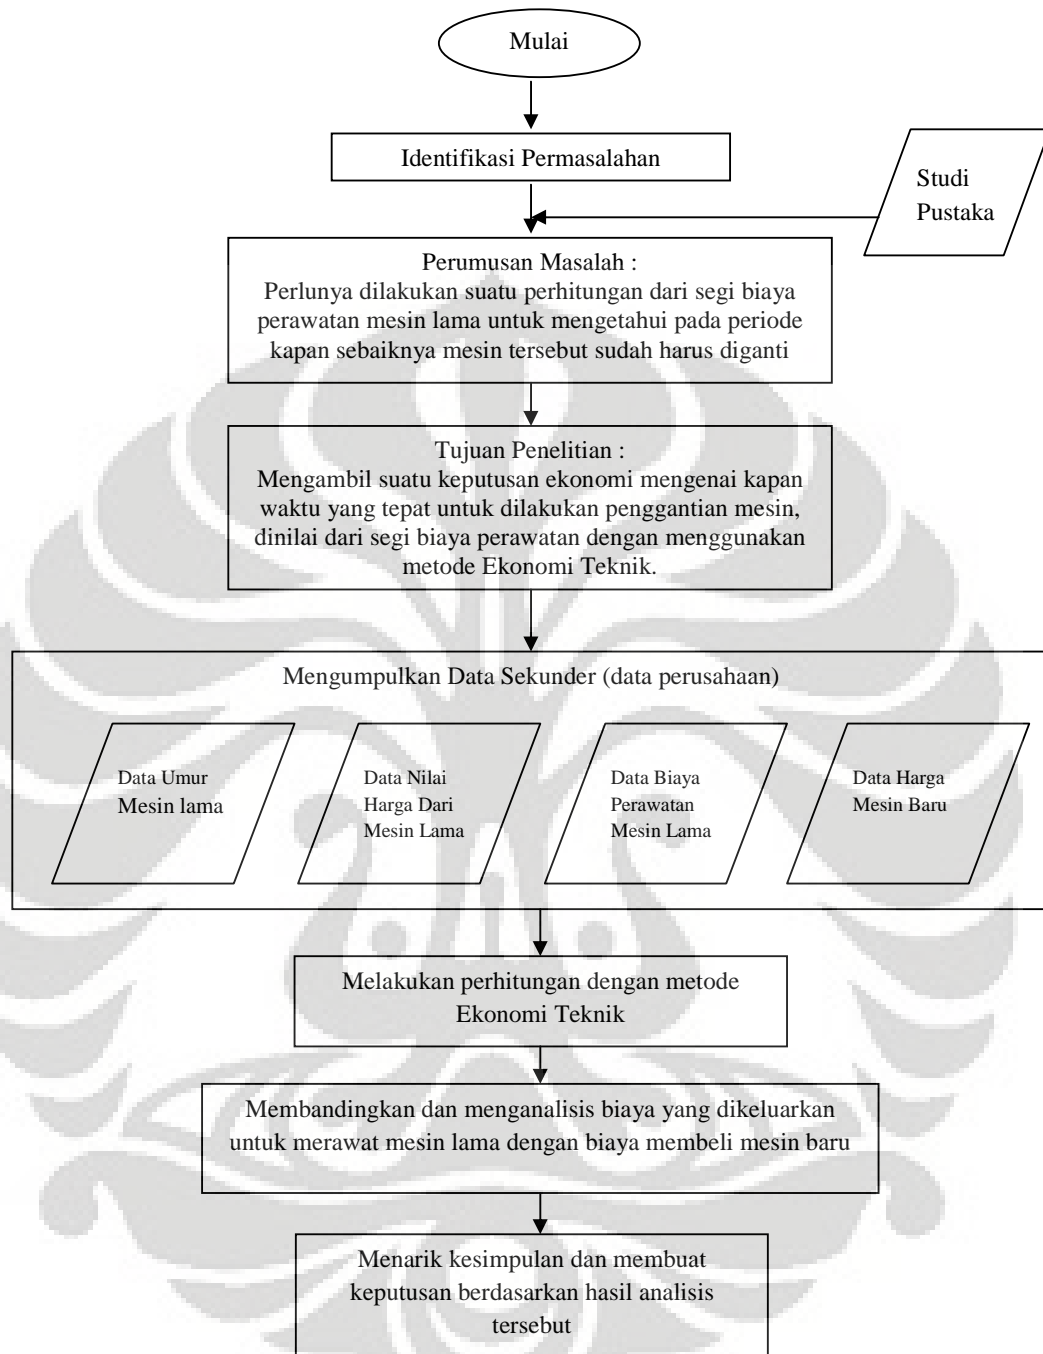 Mulai
Identifikasi Permasalahan
Studi
Pustaka
Perumusan Masalah :
Perlunya dilakukan suatu perhitungan dari segi biaya
perawatan mesin lama untuk mengetahui pada periode
kapan sebaiknya mesin tersebut sudah harus diganti
Tujuan Penelitian :
Mengambil suatu keputusan ekonomi mengenai kapan
waktu yang tepat untuk dilakukan penggantian mesin,
dinilai dari segi biaya perawatan dengan menggunakan
metode Ekonomi Teknik.
Mengumpulkan Data Sekunder (data perusahaan)
Data Umur
Mesin lama
Data Nilai
Harga Dari
Mesin Lama
Data Biaya
Perawatan
Mesin Lama
Data Harga
Mesin Baru
Melakukan perhitungan dengan metode
Ekonomi Teknik
Membandingkan dan menganalisis biaya yang dikeluarkan
untuk merawat mesin lama dengan biaya membeli mesin baru
Menarik kesimpulan dan membuat
keputusan berdasarkan hasil analisis
tersebut